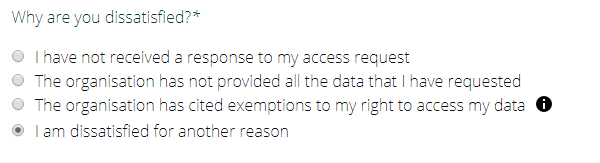 Why are you dissatisfied?*
I have not received a response to my access request
The organisation has not provided all the data that I have requested
The organisation has cited exemptions to my right to access my data i
I am dissatisfied for another reason